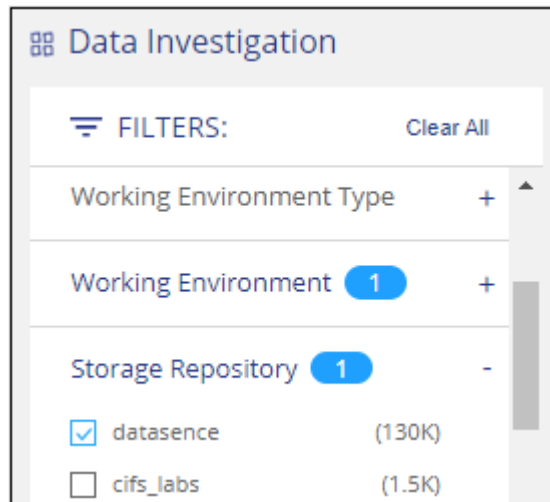 Data Investigation
FILTERS: Clear All
Working Environment Type +
Working Environment 1 +
Storage Repository 1 -
datasence (130K)
cifs_labs (1.5K)